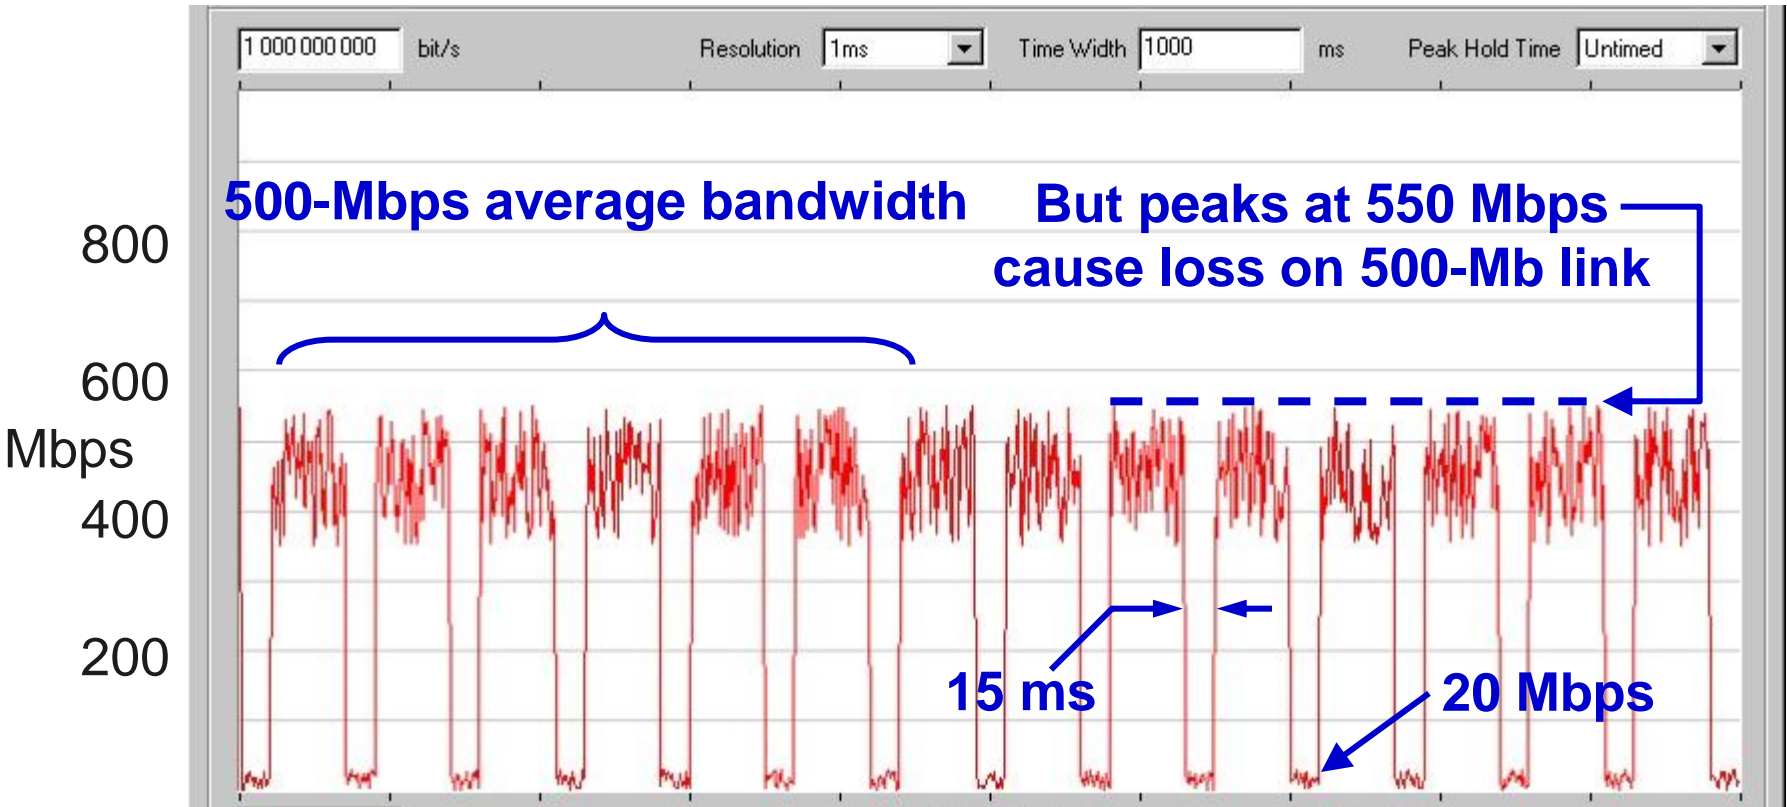 1 000 000 000 bit/s Resolution 1ms Time Width 1000 ms Peak Hold Time Untimed
500-Mbps average bandwidth
But peaks at 550 Mbps
cause loss on 500-Mb link
800
600
Mbps
400
200
15 ms
20 Mbps